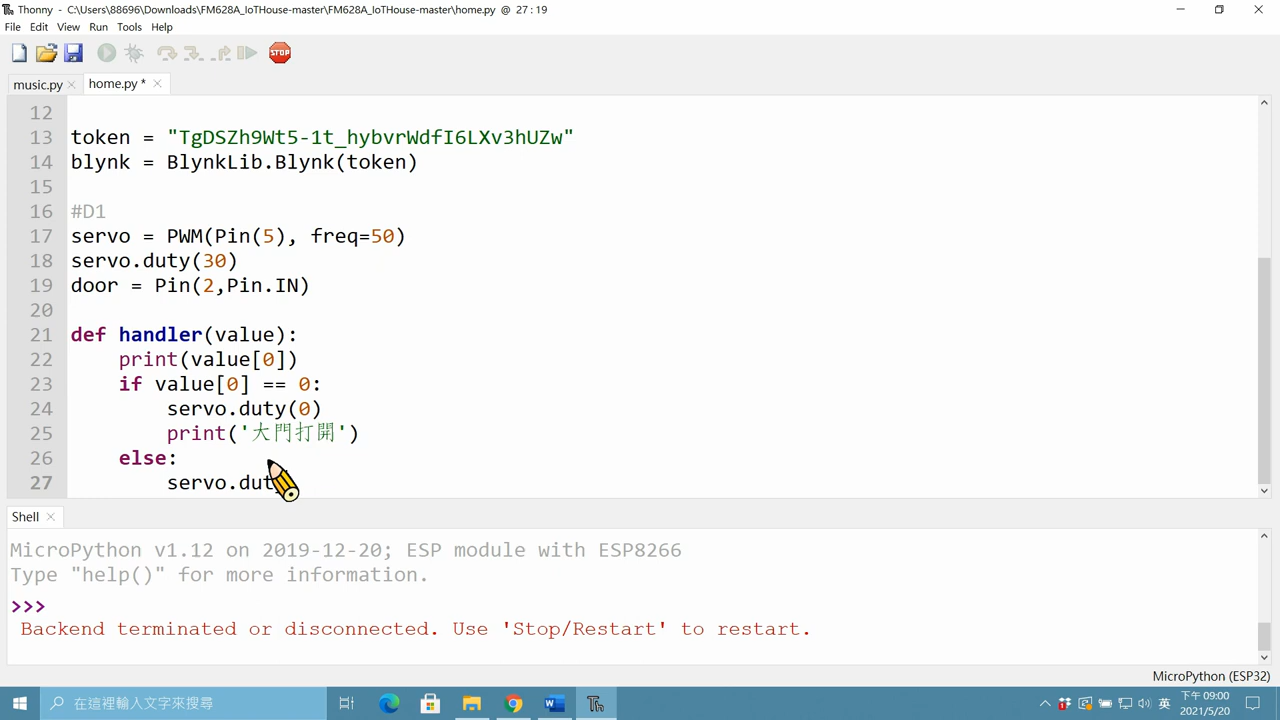 Thonny - C:\Users\88696\Downloads\FM628A_IoTHouse-master\FM628A_IoTHouse-master\home.py @ 27 : 19
File Edit View Run Tools Help
STOP
music.py home.py *
12
13 token = "TgDSZh9Wt5-1t_hybvrWdfI6LXv3hUZw"
14 blynk = BlynkLib.Blynk(token)
15
16 #D1
17 servo = PWM(Pin(5), freq=50)
18 servo.duty(30)
19 door = Pin(2,Pin.IN)
20
21 def handler(value):
22 print(value[0])
23 if value[0] == 0:
24 servo.duty(0)
25 print('大門打開')
26 else:
27 servo.dut
Shell
MicroPython v1.12 on 2019-12-20; ESP module with ESP8266
Type "help()" for more information.
>>>
Backend terminated or disconnected. Use 'Stop/Restart' to restart.
MicroPython (ESP32)
在這裡輸入文字來搜尋
W
Th
英
下午 09:00
2021/5/20